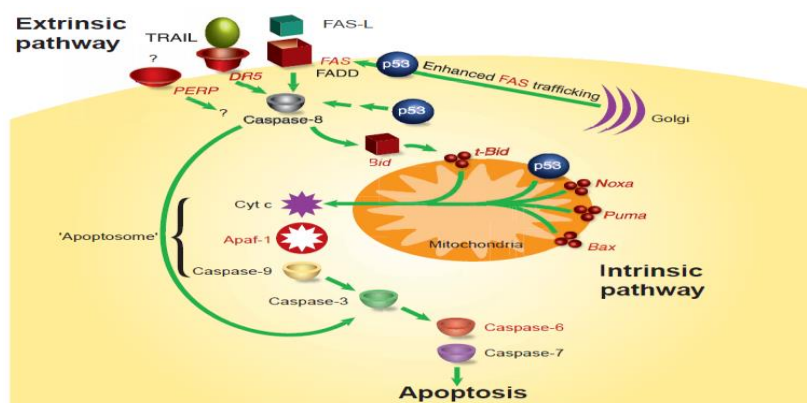 Extrinsic
pathway
TRAIL
FAS-L
?
FAS
FADD
p53
Enhanced FAS trafficking
DR5
PERP
?
Caspase-8
p53
Golgi
Bid
t-Bid
p53
Noxa
Cyt c
Puma
'Apoptosome'
Apaf-1
Mitochondria
Bax
Caspase-9
Intrinsic
pathway
Caspase-3
Caspase-6
Caspase-7
Apoptosis